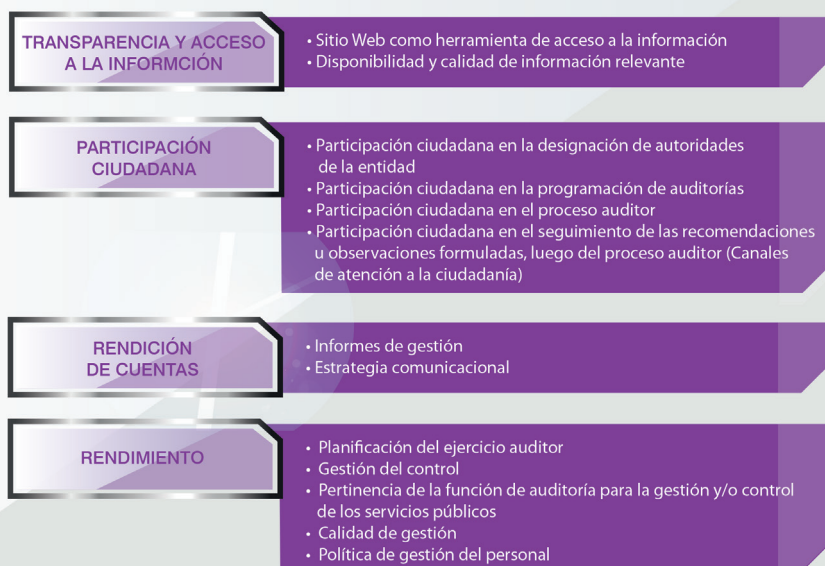 TRANSPARENCIA Y ACCESO
A LA INFORMCIÓN
• Sitio Web como herramienta de acceso a la información
• Disponibilidad y calidad de información relevante
PARTICIPACIÓN
CIUDADANA
• Participación ciudadana en la designación de autoridades
de la entidad
• Participación ciudadana en la programación de auditorías
• Participación ciudadana en el proceso auditor
• Participación ciudadana en el seguimiento de las recomendaciones
u observaciones formuladas, luego del proceso auditor (Canales
de atención a la ciudadanía)
RENDICIÓN
DE CUENTAS
• Informes de gestión
• Estrategia comunicacional
RENDIMIENTO
• Planificación del ejercicio auditor
• Gestión del control
• Pertinencia de la función de auditoría para la gestión y/o control
de los servicios públicos
• Calidad de gestión
• Política de gestión del personal